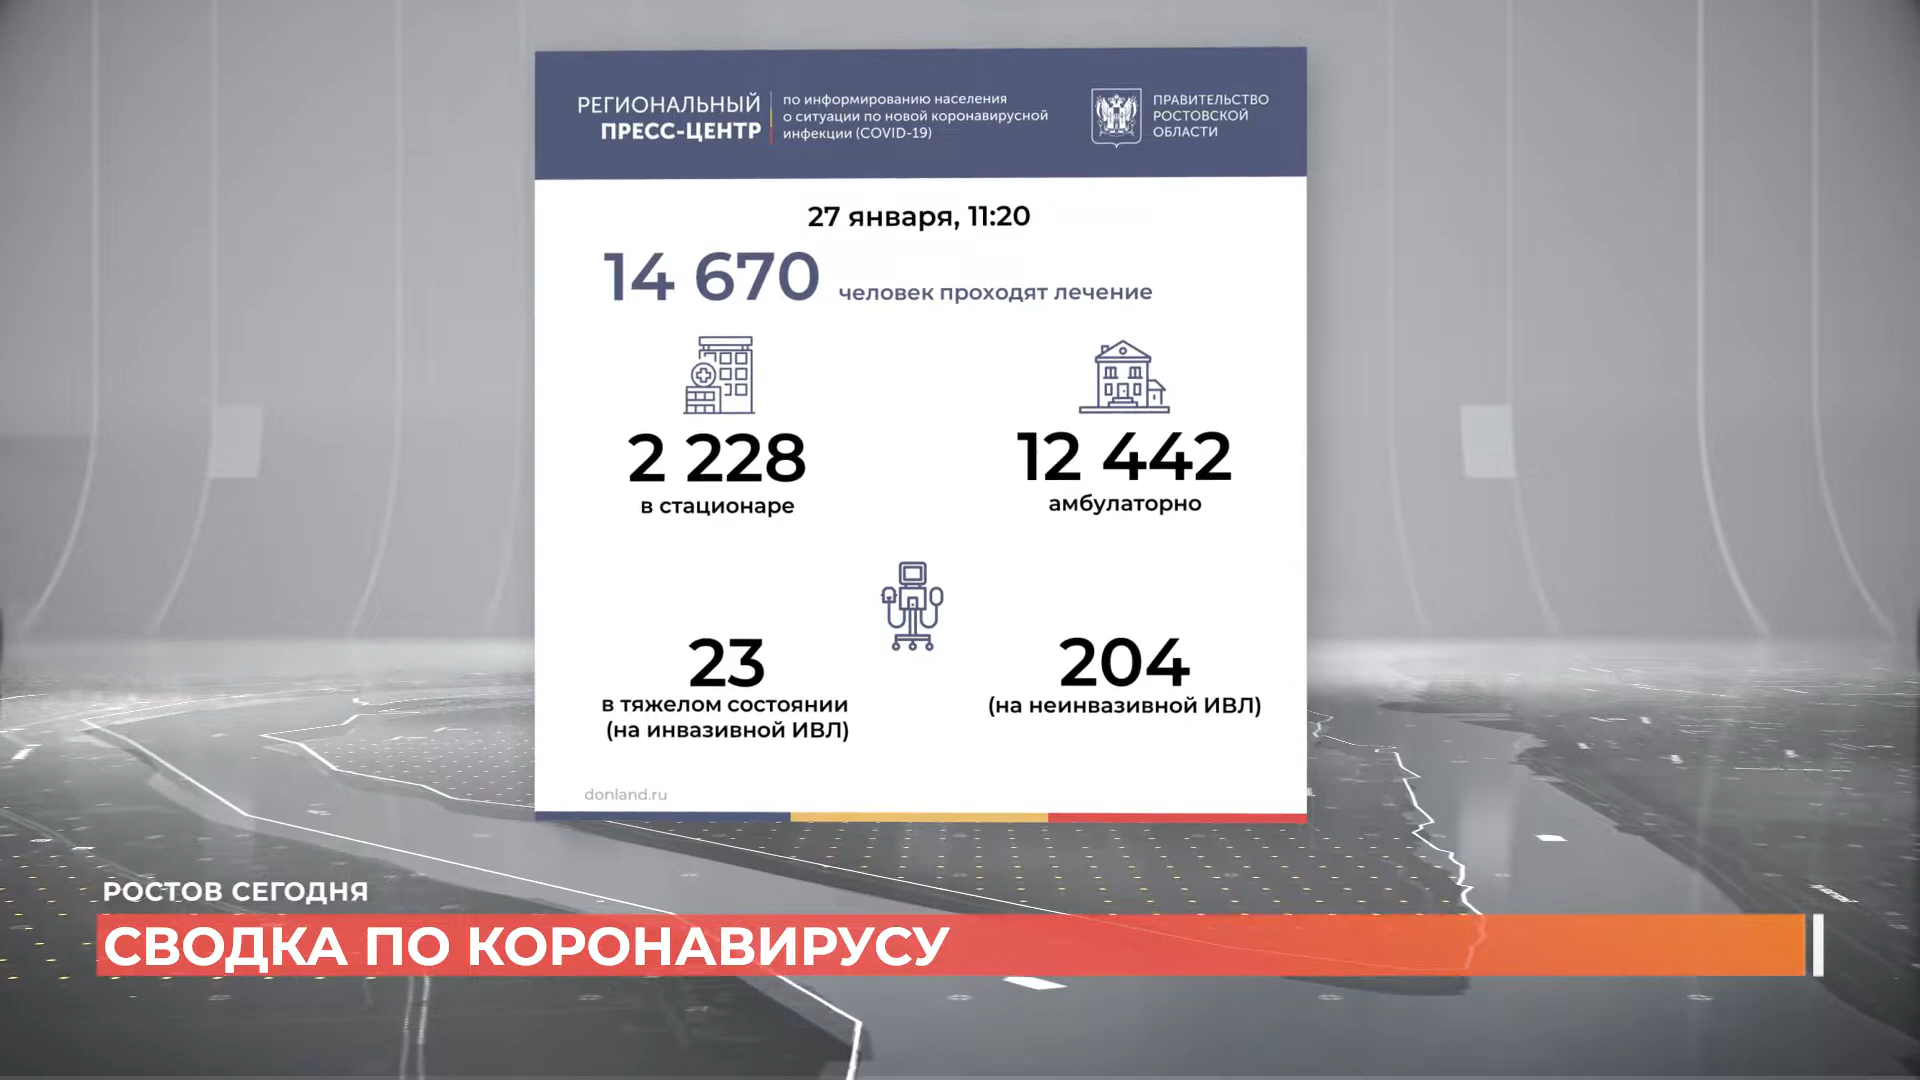 РЕГИОНАЛЬНЫЙ
ПРЕСС-ЦЕНТР
по информированию населения
о ситуации по новой коронавирусной
инфекции (COVID-19)
ПРАВИТЕЛЬСТВО
РОСТОВСКОЙ
ОБЛАСТИ
27 января, 11:20
14 670 человек проходят лечение
2 228
в стационаре
12 442
амбулаторно
23
в тяжелом состоянии
(на инвазивной ИВЛ)
204
(на неинвазивной ИВЛ)
donland.ru
РОСТОВ СЕГОДНЯ
СВОДКА ПО КОРОНАВИРУСУ